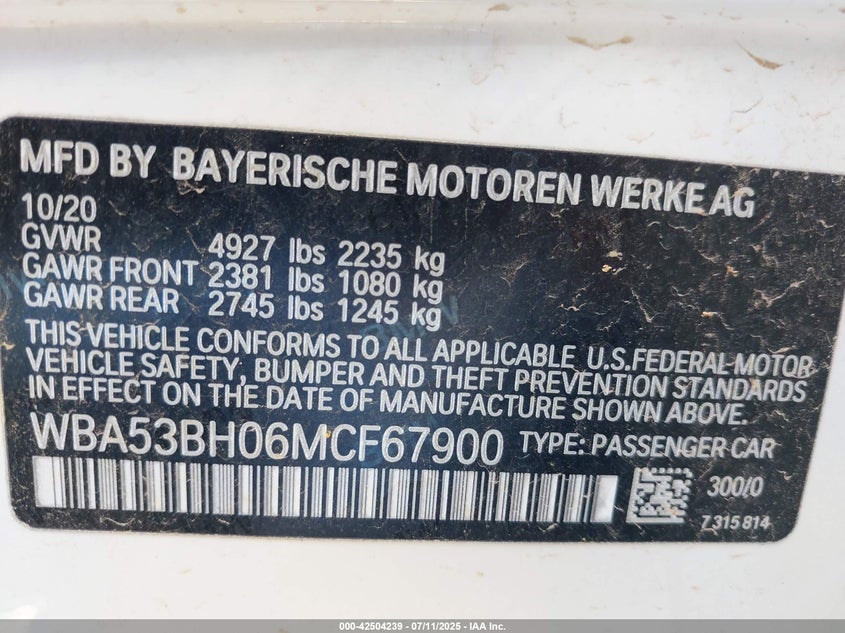 MFD BY BAYERISCHE MOTOREN WERKE AG
10/20
GVWR 4927 lbs 2235 kg
GAWR FRONT 2381 lbs 1080 kg
GAWR REAR 2745 lbs 1245 kg
THIS VEHICLE CONFORMS TO ALL APPLICABLE U.S.FEDERAL MOTOR
VEHICLE SAFETY, BUMPER AND THEFT PREVENTION STANDARDS
IN EFFECT ON THE DATE OF MANUFACTURE SHOWN ABOVE.
WBA53BH06MCF67900 TYPE: PASSENGER CAR
300/0
7315814
000-42504239 - 07/11/2025 - IAA Inc.